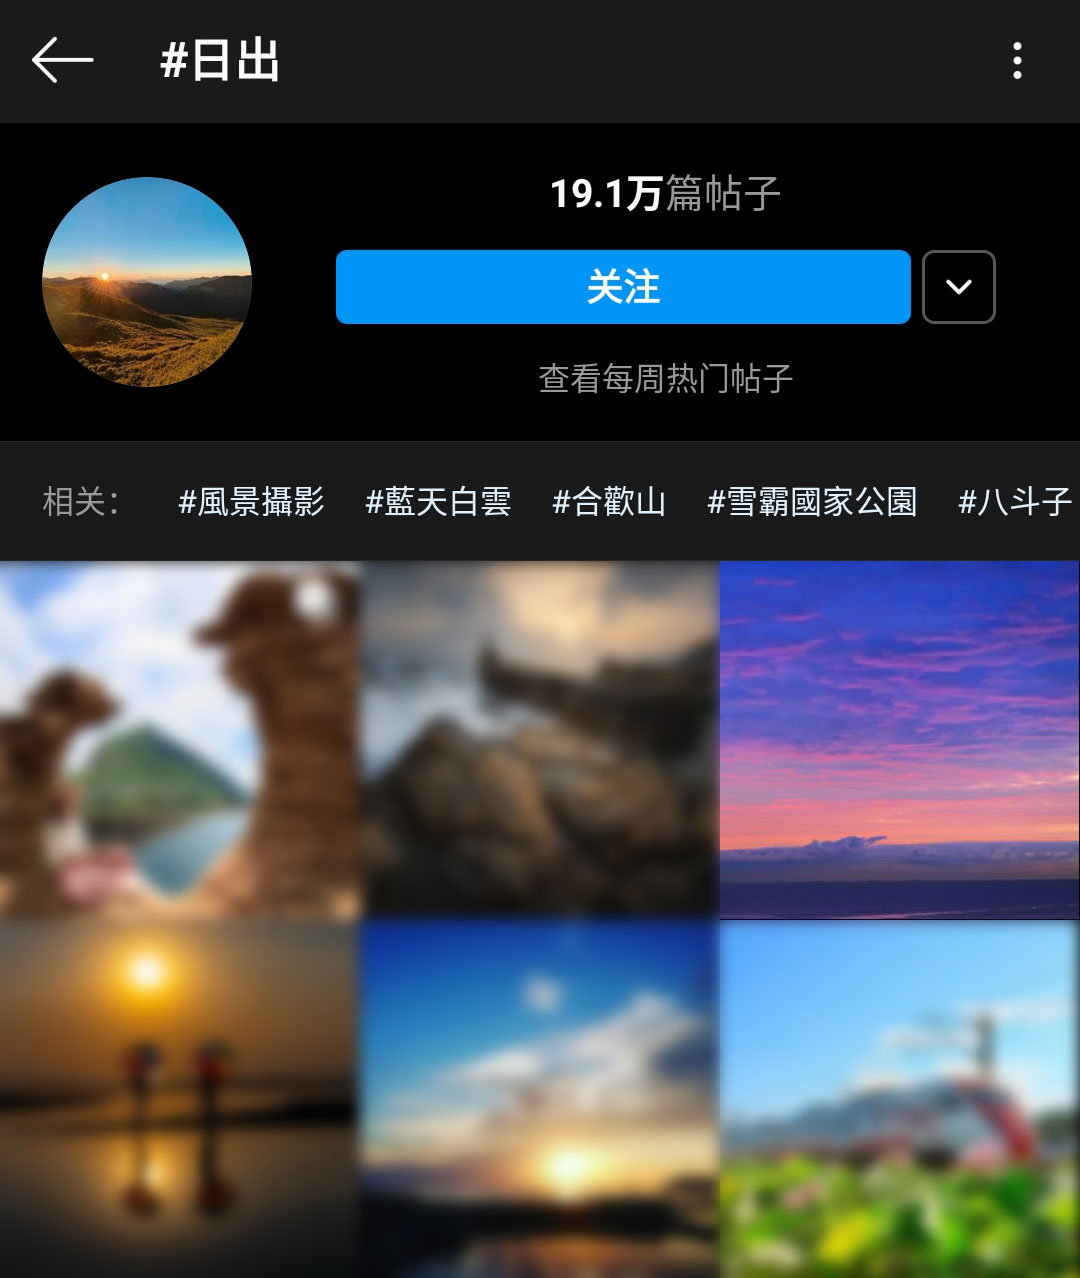 #日出
19.1万篇帖子
关注
查看每周热门帖子
相关： #風景攝影 #藍天白雲 #合歡山 #雪霸國家公園 #八斗子